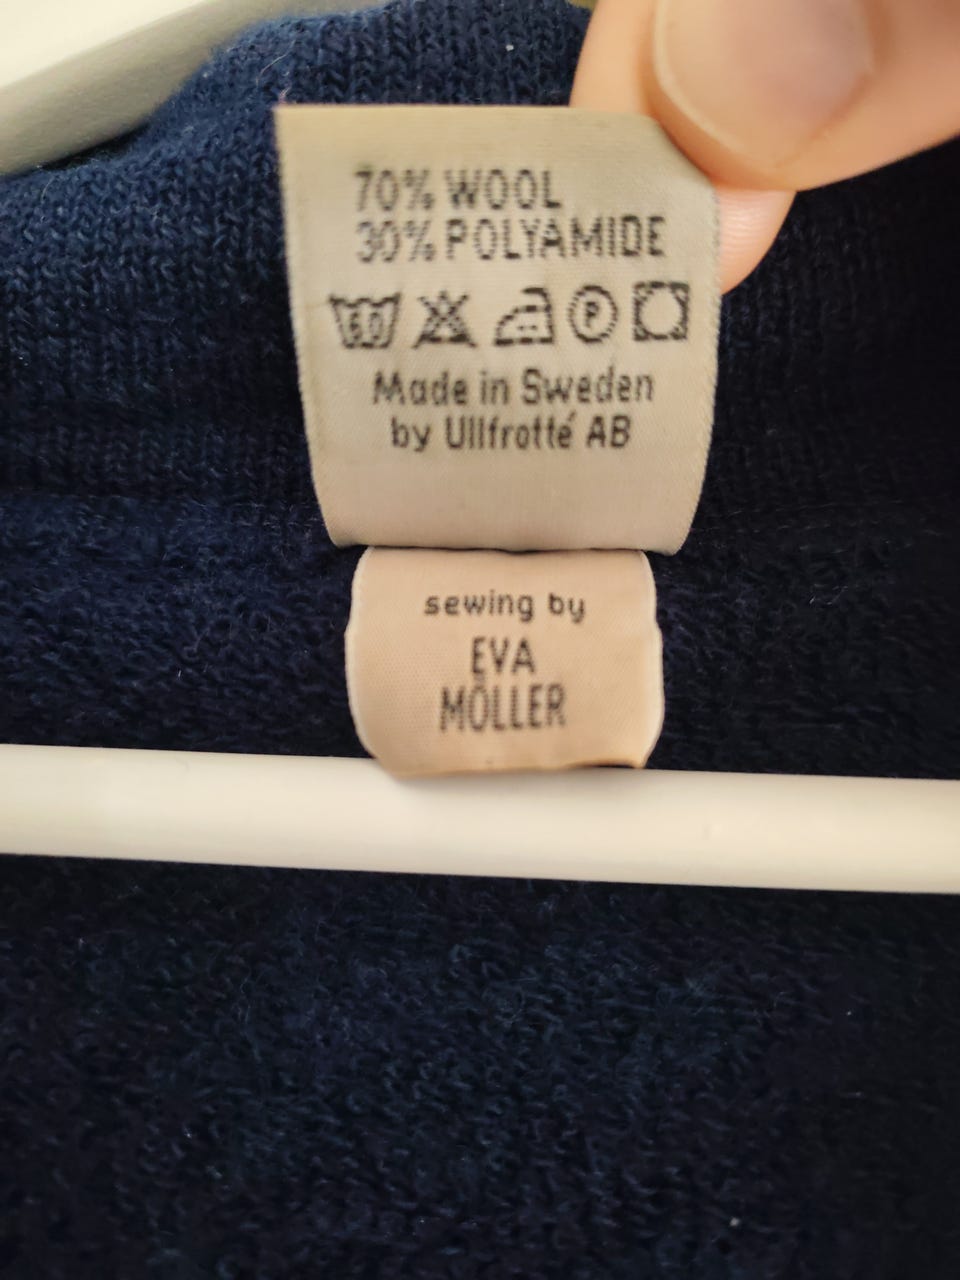 70% WOOL
30% POLYAMIDE
60 P
Made in Sweden
by Ullfrotté AB
sewing by
EVA
MÖLLER